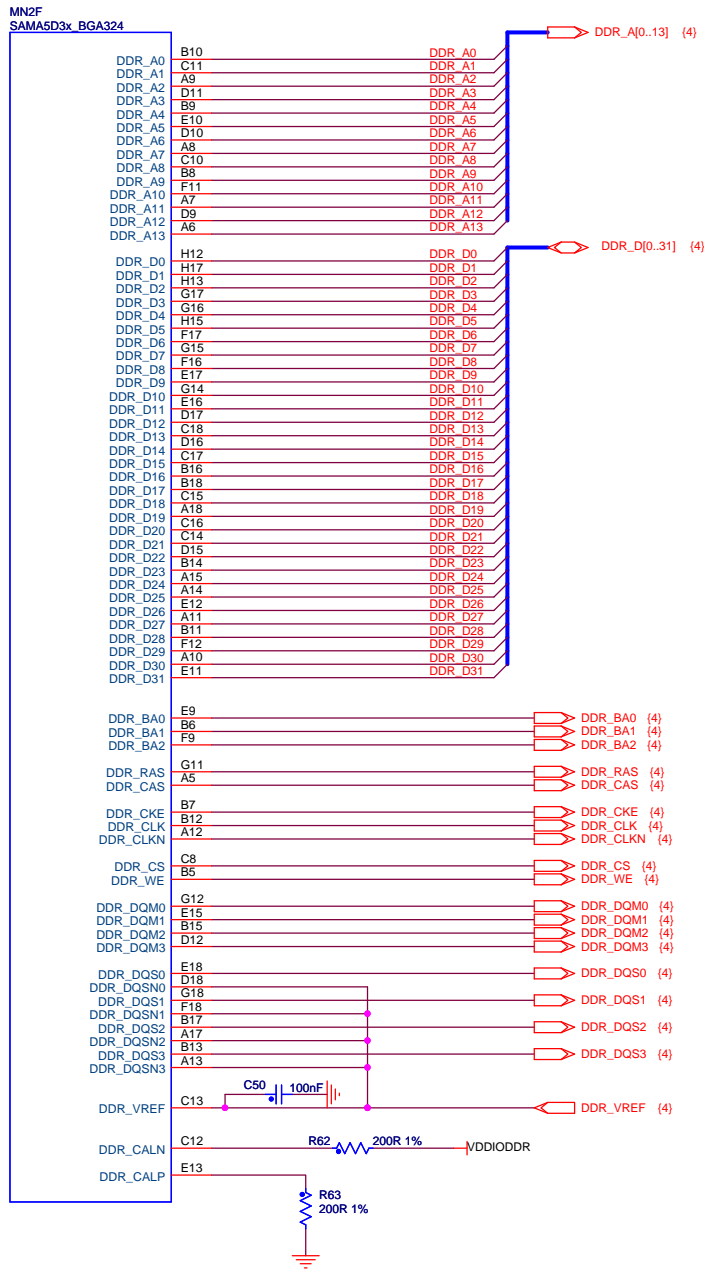 MN2F
SAMA5D3x_BGA324
DDR_A[0..13] {4}
DDR_A0 B10 DDR_A0
DDR_A1 C11 DDR_A1
DDR_A2 A9 DDR_A2
DDR_A3 D11 DDR_A3
DDR_A4 B9 DDR_A4
DDR_A5 E10 DDR_A5
DDR_A6 D10 DDR_A6
DDR_A7 A8 DDR_A7
DDR_A8 C10 DDR_A8
DDR_A9 B8 DDR_A9
DDR_A10 F11 DDR_A10
DDR_A11 A7 DDR_A11
DDR_A12 D9 DDR_A12
DDR_A13 A6 DDR_A13
DDR_D[0..31] {4}
DDR_D0 H12 DDR_D0
DDR_D1 H17 DDR_D1
DDR_D2 H13 DDR_D2
DDR_D3 G17 DDR_D3
DDR_D4 G16 DDR_D4
DDR_D5 H15 DDR_D5
DDR_D6 F17 DDR_D6
DDR_D7 G15 DDR_D7
DDR_D8 F16 DDR_D8
DDR_D9 E17 DDR_D9
DDR_D10 G14 DDR_D10
DDR_D11 E16 DDR_D11
DDR_D12 D17 DDR_D12
DDR_D13 C18 DDR_D13
DDR_D14 D16 DDR_D14
DDR_D15 C17 DDR_D15
DDR_D16 B16 DDR_D16
DDR_D17 B18 DDR_D17
DDR_D18 C15 DDR_D18
DDR_D19 A18 DDR_D19
DDR_D20 C16 DDR_D20
DDR_D21 C14 DDR_D21
DDR_D22 D15 DDR_D22
DDR_D23 B14 DDR_D23
DDR_D24 A15 DDR_D24
DDR_D25 A14 DDR_D25
DDR_D26 E12 DDR_D26
DDR_D27 A11 DDR_D27
DDR_D28 B11 DDR_D28
DDR_D29 F12 DDR_D29
DDR_D30 A10 DDR_D30
DDR_D31 E11 DDR_D31
DDR_BA0 E9 DDR_BA0 {4}
DDR_BA1 B6 DDR_BA1 {4}
DDR_BA2 F9 DDR_BA2 {4}
DDR_RAS G11 DDR_RAS {4}
DDR_CAS A5 DDR_CAS {4}
DDR_CKE B7 DDR_CKE {4}
DDR_CLK B12 DDR_CLK {4}
DDR_CLKN A12 DDR_CLKN {4}
DDR_CS C8 DDR_CS {4}
DDR_WE B5 DDR_WE {4}
DDR_DQM0 G12 DDR_DQM0 {4}
DDR_DQM1 E15 DDR_DQM1 {4}
DDR_DQM2 B15 DDR_DQM2 {4}
DDR_DQM3 D12 DDR_DQM3 {4}
DDR_DQS0 E18 DDR_DQS0 {4}
DDR_DQSN0 D18
DDR_DQS1 G18 DDR_DQS1 {4}
DDR_DQSN1 F18
DDR_DQS2 B17 DDR_DQS2 {4}
DDR_DQSN2 A17
DDR_DQS3 B13 DDR_DQS3 {4}
DDR_DQSN3 A13
C50 100nF
DDR_VREF C13 DDR_VREF {4}
DDR_CALN C12 R62 200R 1% VDDIODDR
DDR_CALP E13
R63
200R 1%